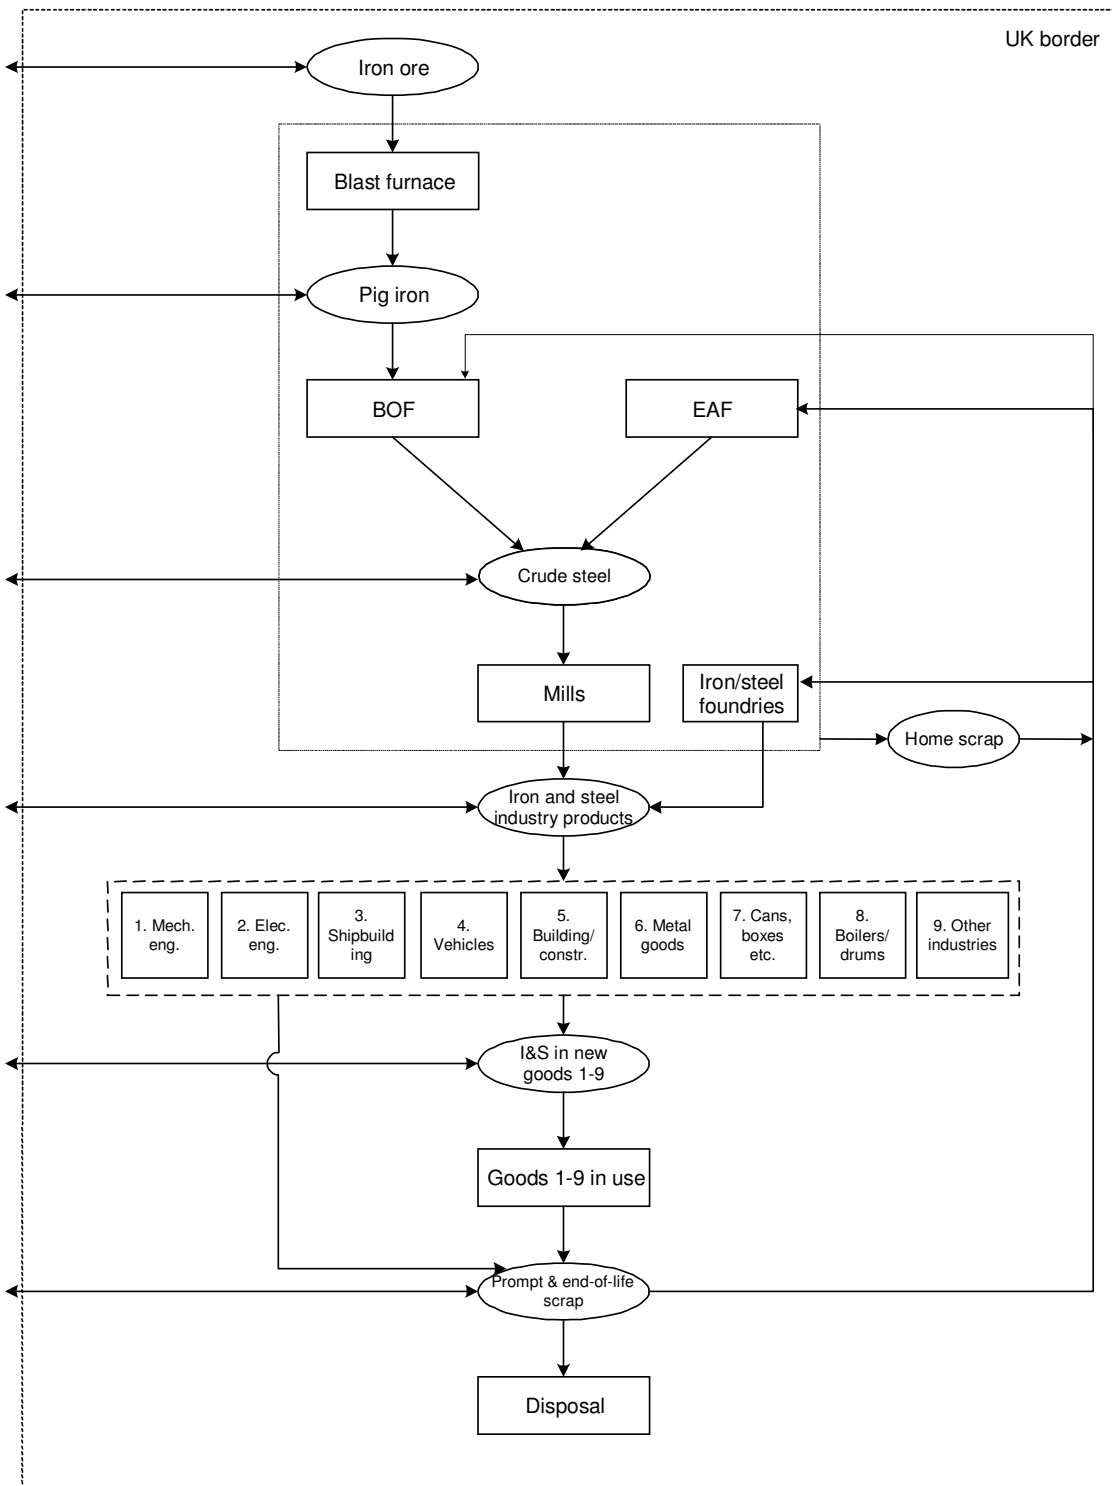 UK border
Iron ore
Blast furnace
Pig iron
BOF
EAF
Crude steel
Mills
Iron/steel
foundries
Home scrap
Iron and steel
industry products
1. Mech.
eng.
2. Elec.
eng.
3.
Shipbuild
ing
4.
Vehicles
5.
Building/
constr.
6. Metal
goods
7. Cans,
boxes
etc.
8.
Boilers/
drums
9. Other
industries
I&S in new
goods 1-9
Goods 1-9 in use
Prompt & end-of-life
scrap
Disposal